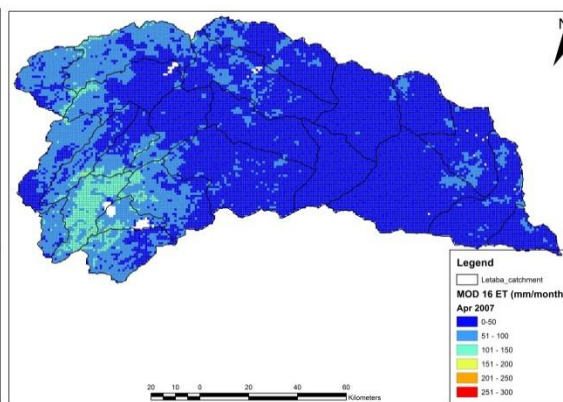 N
Legend
Letaba_catchment
MOD 16 ET (mm/month
Apr 2007
0-50
51 - 100
101 - 150
151 - 200
201 - 250
251 - 300
20 10 0 20 40 60
Kilometers